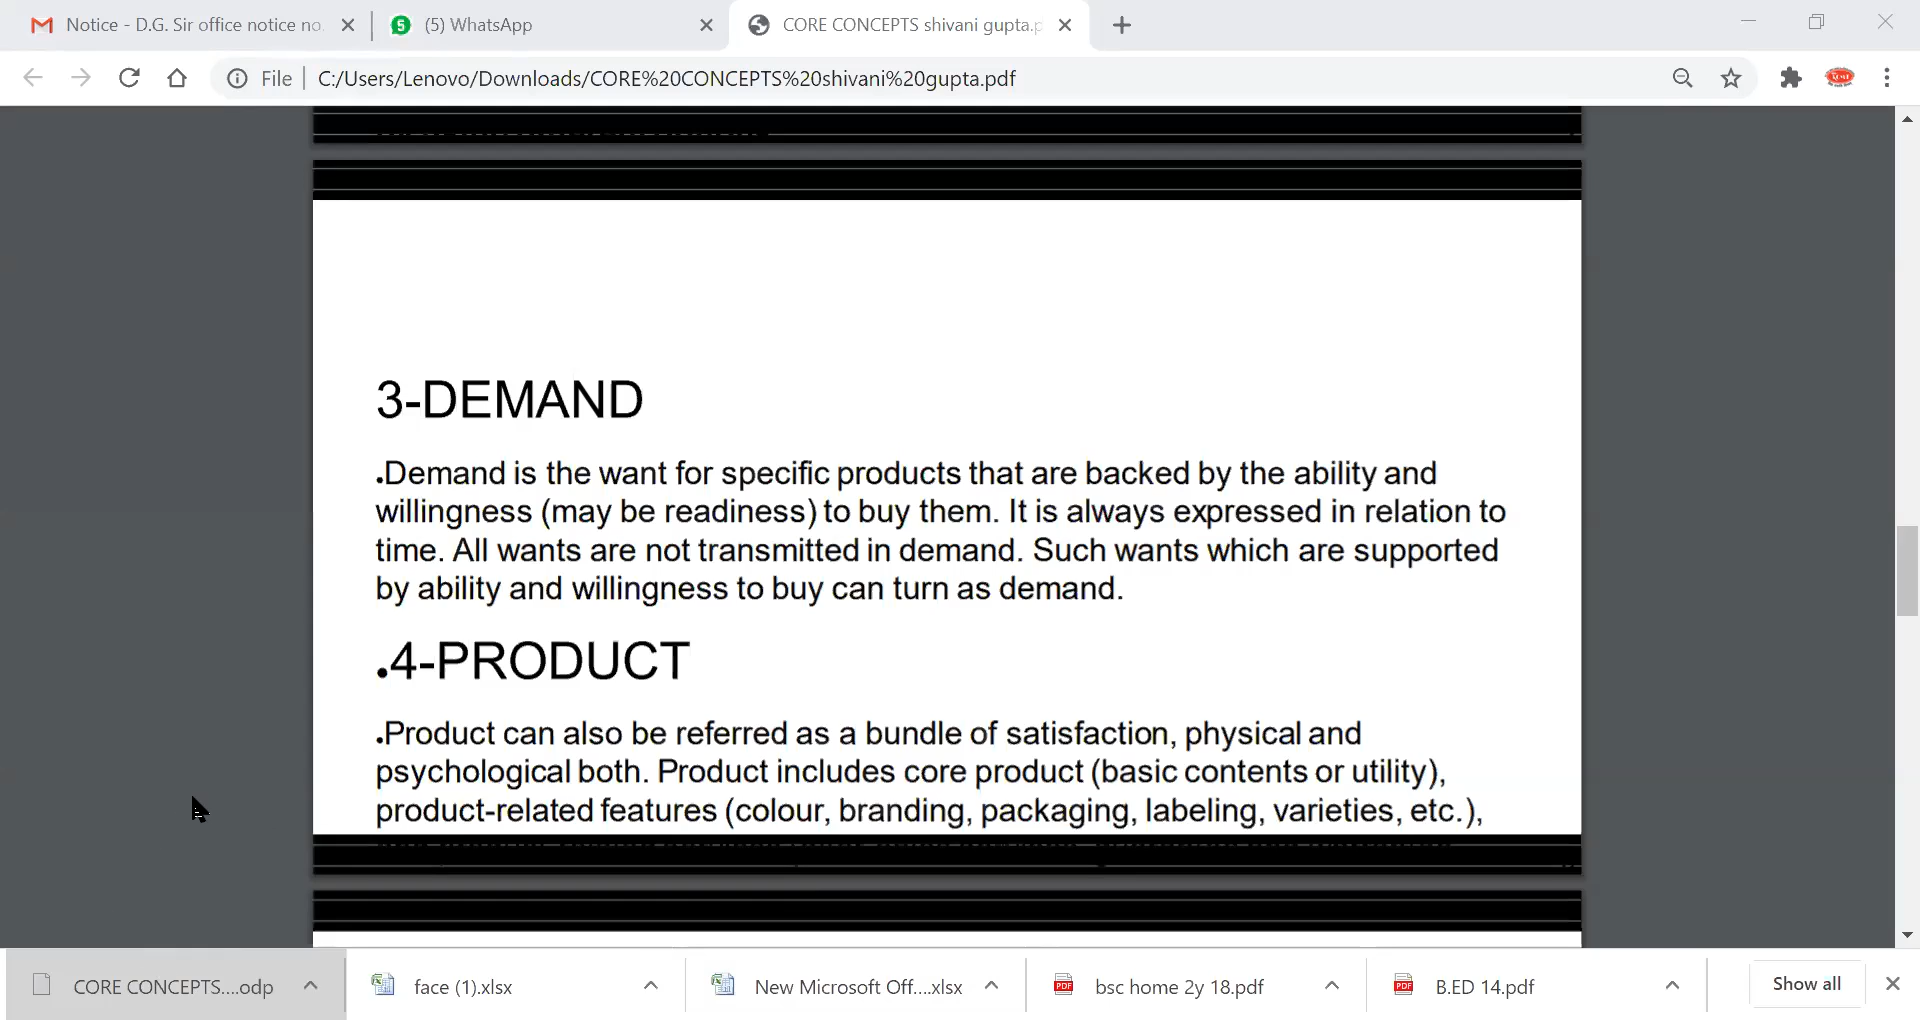 Notice - D.G. Sir office notice no.
(5) WhatsApp
CORE CONCEPTS shivani gupta.p
File
C:/Users/Lenovo/Downloads/CORE%20CONCEPTS%20shivani%20gupta.pdf
3-DEMAND
.Demand is the want for specific products that are backed by the ability and
willingness (may be readiness) to buy them. It is always expressed in relation to
time. All wants are not transmitted in demand. Such wants which are supported
by ability and willingness to buy can turn as demand.
.4-PRODUCT
.Product can also be referred as a bundle of satisfaction, physical and
psychological both. Product includes core product (basic contents or utility),
product-related features (colour, branding, packaging, labeling, varieties, etc.),
CORE CONCEPTS....odp
face (1).xlsx
New Microsoft Off....xlsx
PDF
bsc home 2y 18.pdf
PDF
B.ED 14.pdf
Show all